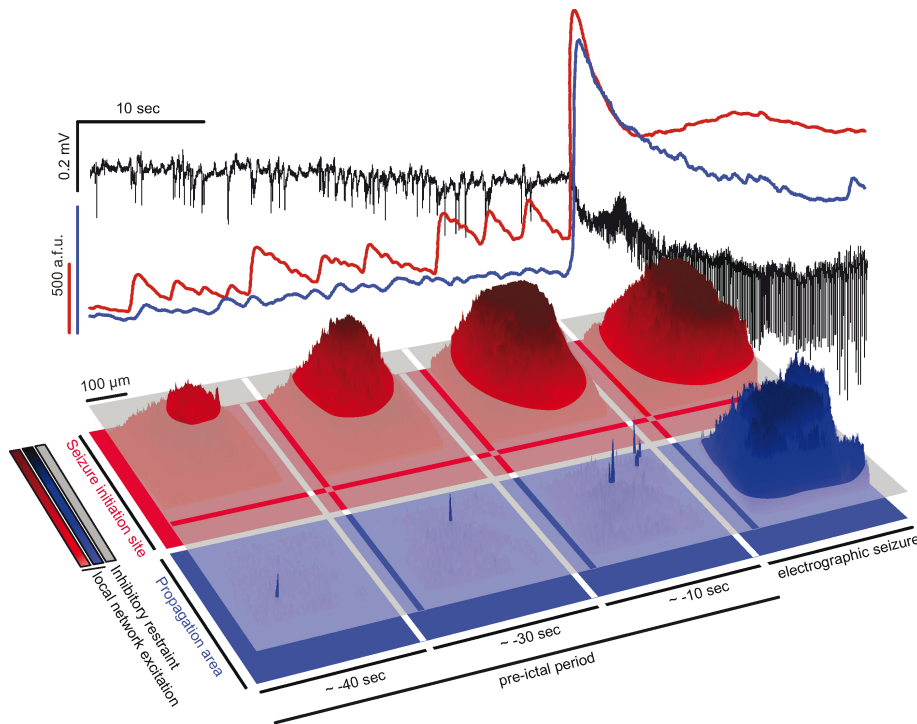 10 sec
0.2 mV
500 a.f.u.
100 µm
Seizure initiation site
Propagation area
Inhibitory restraint
local network excitation
~ -40 sec
~ -30 sec
~ -10 sec
electrographic seizure
pre-ictal period